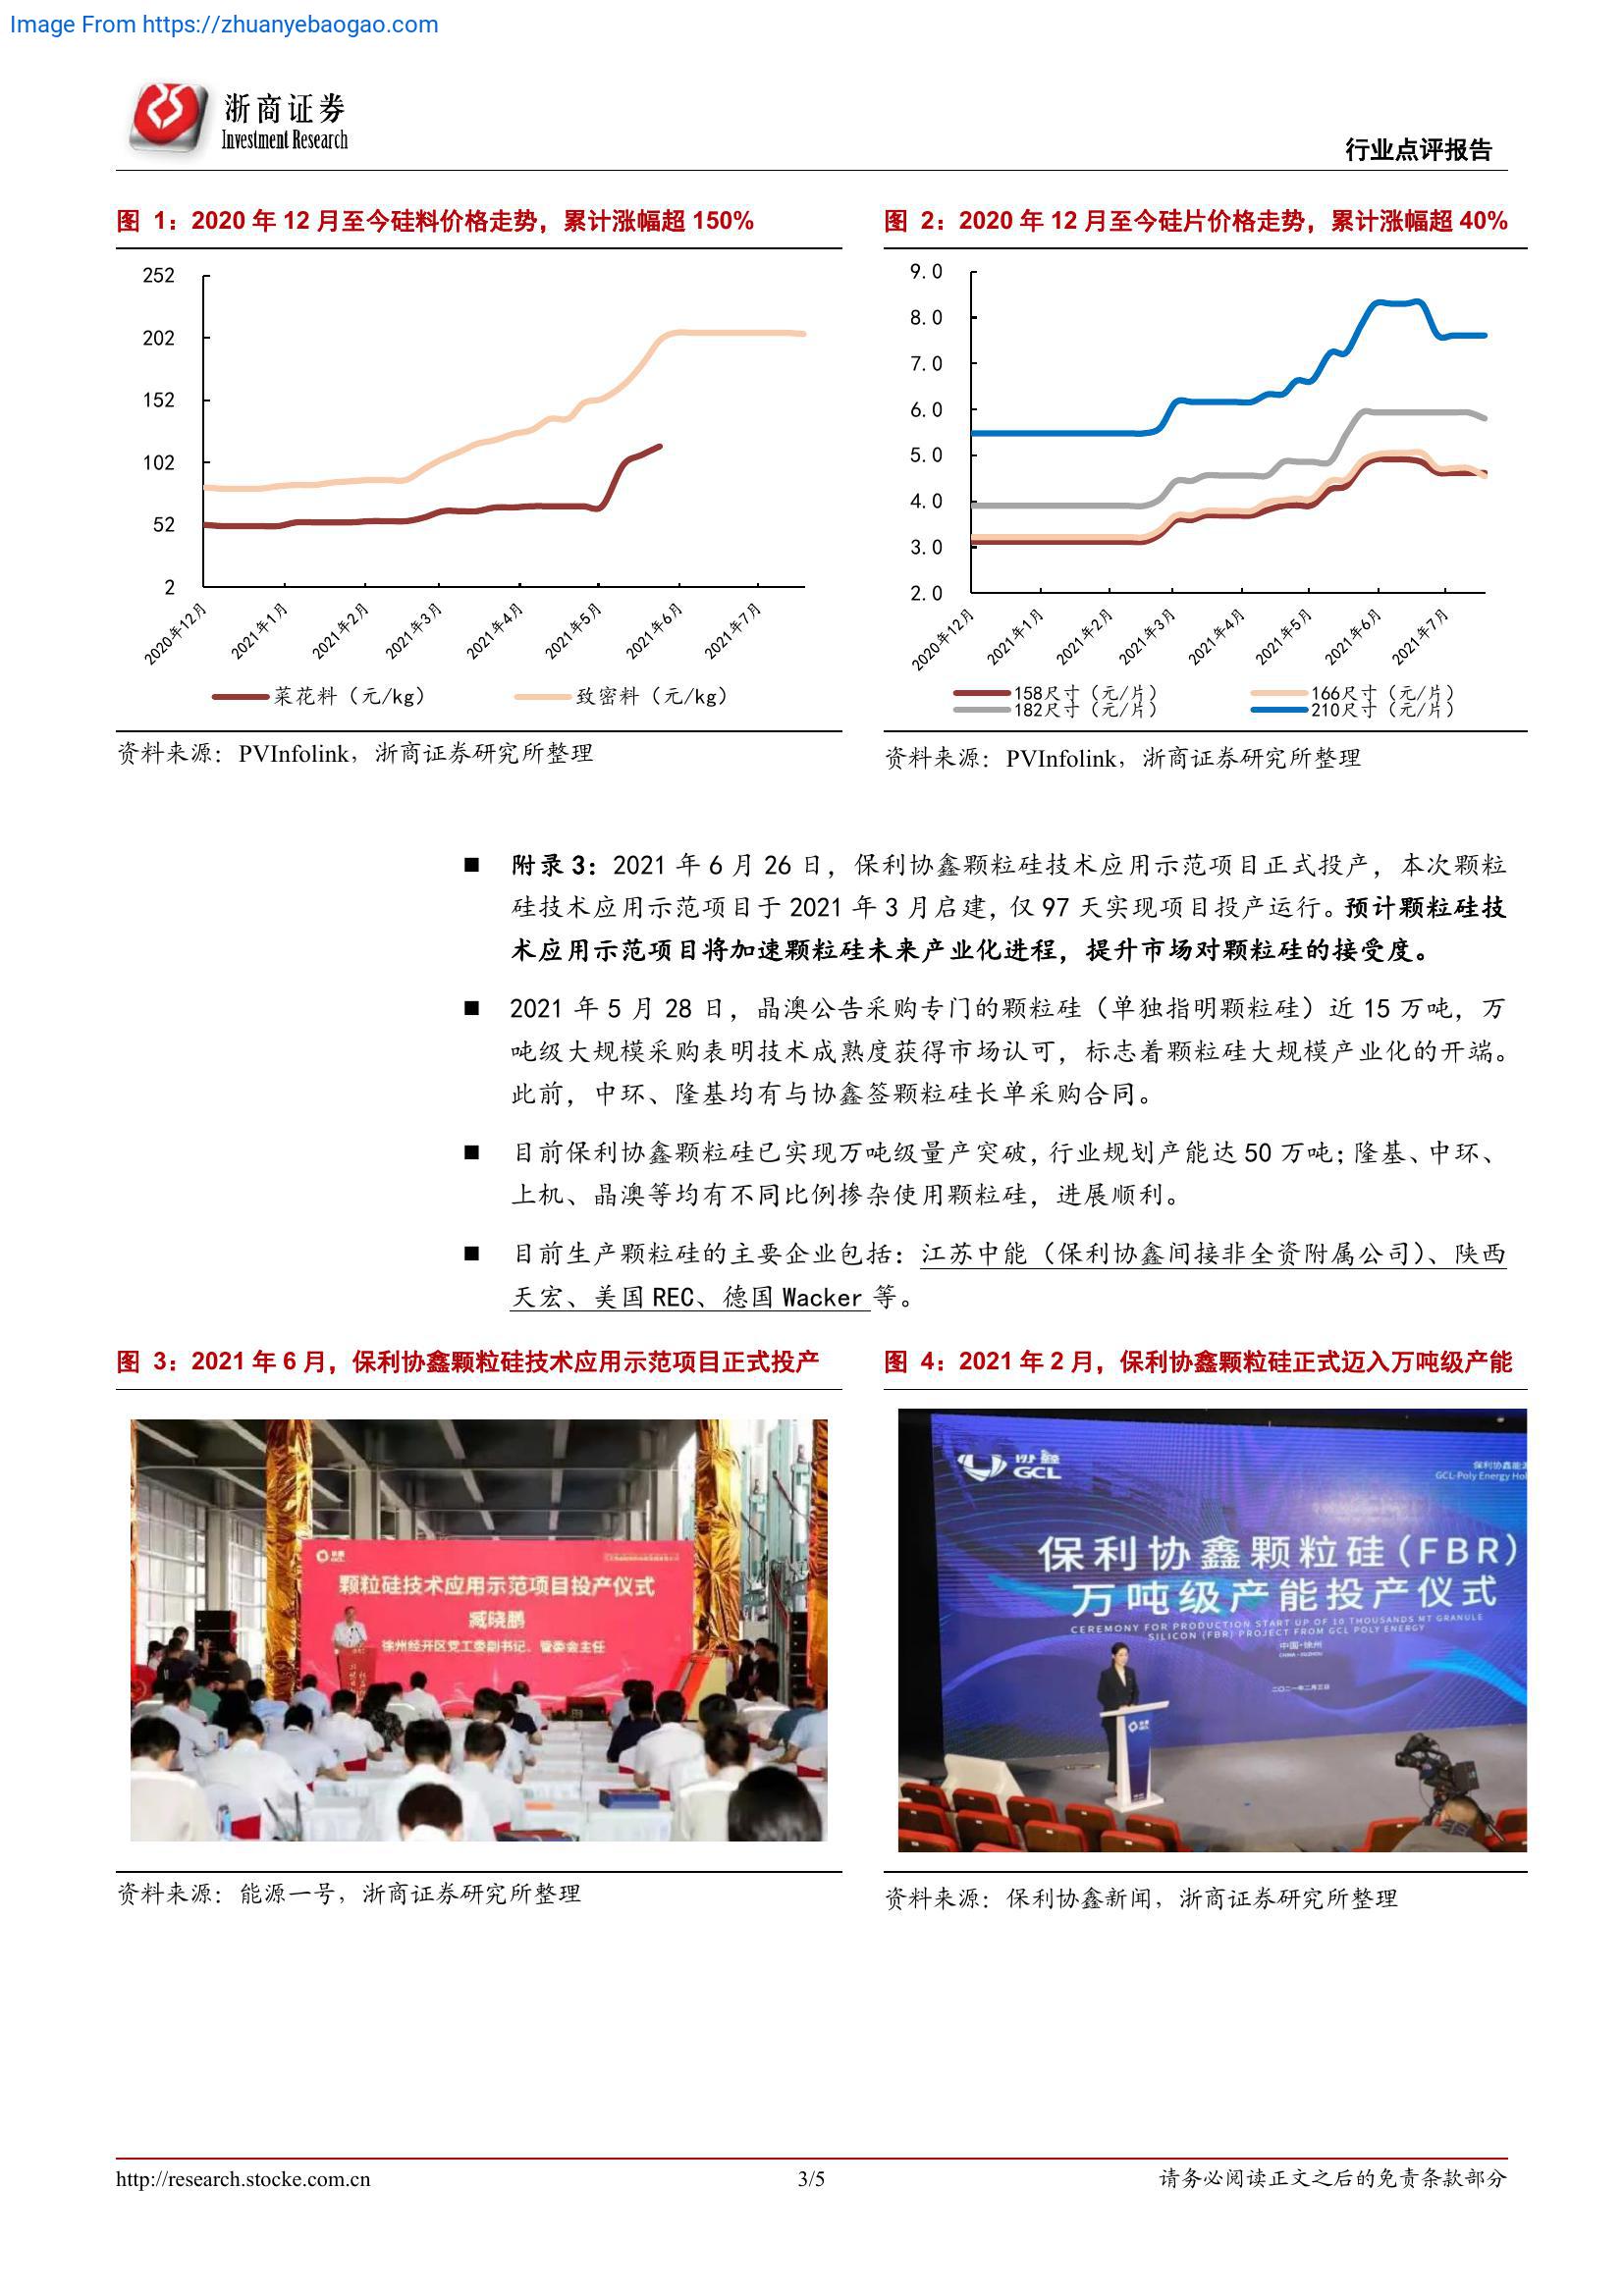 Image From https://zhuanyebaogao.com
浙商证券
Investment Research
行业点评报告
图 1：2020 年 12 月至今硅料价格走势，累计涨幅超 150%
252
202
152
102
52
2
2020年12月
2021年1月
2021年2月
2021年3月
2021年4月
2021年5月
2021年6月
2021年7月
菜花料（元/kg）
致密料（元/kg）
资料来源：PVInfolink，浙商证券研究所整理
图 2：2020 年 12 月至今硅片价格走势，累计涨幅超 40%
9.0
8.0
7.0
6.0
5.0
4.0
3.0
2.0
2020年12月
2021年1月
2021年2月
2021年3月
2021年4月
2021年5月
2021年6月
2021年7月
158尺寸（元/片）
166尺寸（元/片）
182尺寸（元/片）
210尺寸（元/片）
资料来源：PVInfolink，浙商证券研究所整理
■ 附录 3：2021 年 6 月 26 日，保利协鑫颗粒硅技术应用示范项目正式投产，本次颗粒
硅技术应用示范项目于 2021 年 3 月启建，仅 97 天实现项目投产运行。预计颗粒硅技
术应用示范项目将加速颗粒硅未来产业化进程，提升市场对颗粒硅的接受度。
■ 2021 年 5 月 28 日，晶澳公告采购专门的颗粒硅（单独指明颗粒硅）近 15 万吨，万
吨级大规模采购表明技术成熟度获得市场认可，标志着颗粒硅大规模产业化的开端。
此前，中环、隆基均有与协鑫签颗粒硅长单采购合同。
■ 目前保利协鑫颗粒硅已实现万吨级量产突破，行业规划产能达 50 万吨；隆基、中环、
上机、晶澳等均有不同比例掺杂使用颗粒硅，进展顺利。
■ 目前生产颗粒硅的主要企业包括：江苏中能（保利协鑫间接非全资附属公司）、陕西
天宏、美国 REC、德国 Wacker 等。
图 3：2021 年 6 月，保利协鑫颗粒硅技术应用示范项目正式投产
协鑫
GCL
颗粒硅技术应用示范项目投产仪式
臧晓鹏
徐州经开区党工委副书记、管委会主任
资料来源：能源一号，浙商证券研究所整理
图 4：2021 年 2 月，保利协鑫颗粒硅正式迈入万吨级产能
协鑫
GCL
保利协鑫能源
GCL-Poly Energy Hol
保利协鑫颗粒硅(FBR)
万吨级产能投产仪式
CEREMONY FOR PRODUCTION START UP OF 10 THOUSANDS MT GRANULE
SILICON (FBR) PROJECT FROM GCL POLY ENERGY
中国·徐州
CHINA · XUZHOU
二〇二一年二月三日
协鑫
GCL
资料来源：保利协鑫新闻，浙商证券研究所整理
http://research.stocke.com.cn
3/5
请务必阅读正文之后的免责条款部分